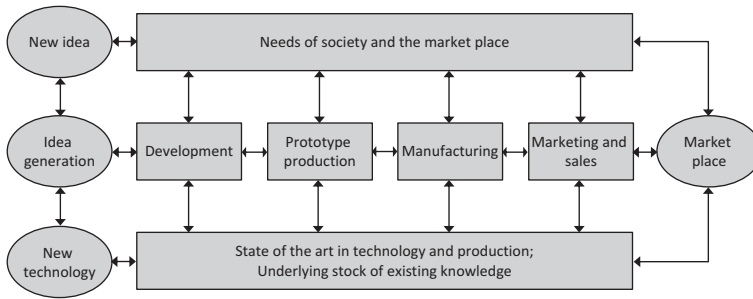 New idea
Needs of society and the market place
Idea
generation
Development
Prototype
production
Manufacturing
Marketing and
sales
Market
place
New
technology
State of the art in technology and production;
Underlying stock of existing knowledge